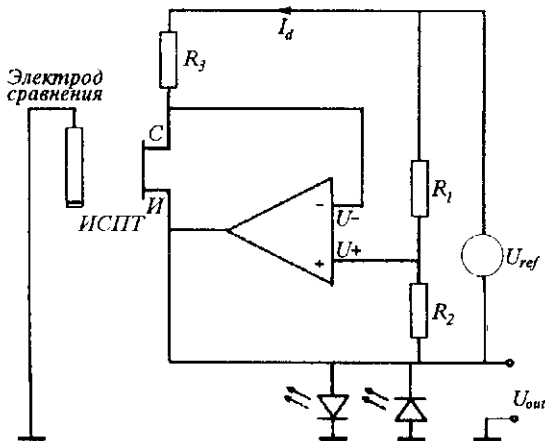 I_d
R_3
Электрод
сравнения
С
И
ИСПТ
−
U−
U+
+
R_1
R_2
U_ref
U_out